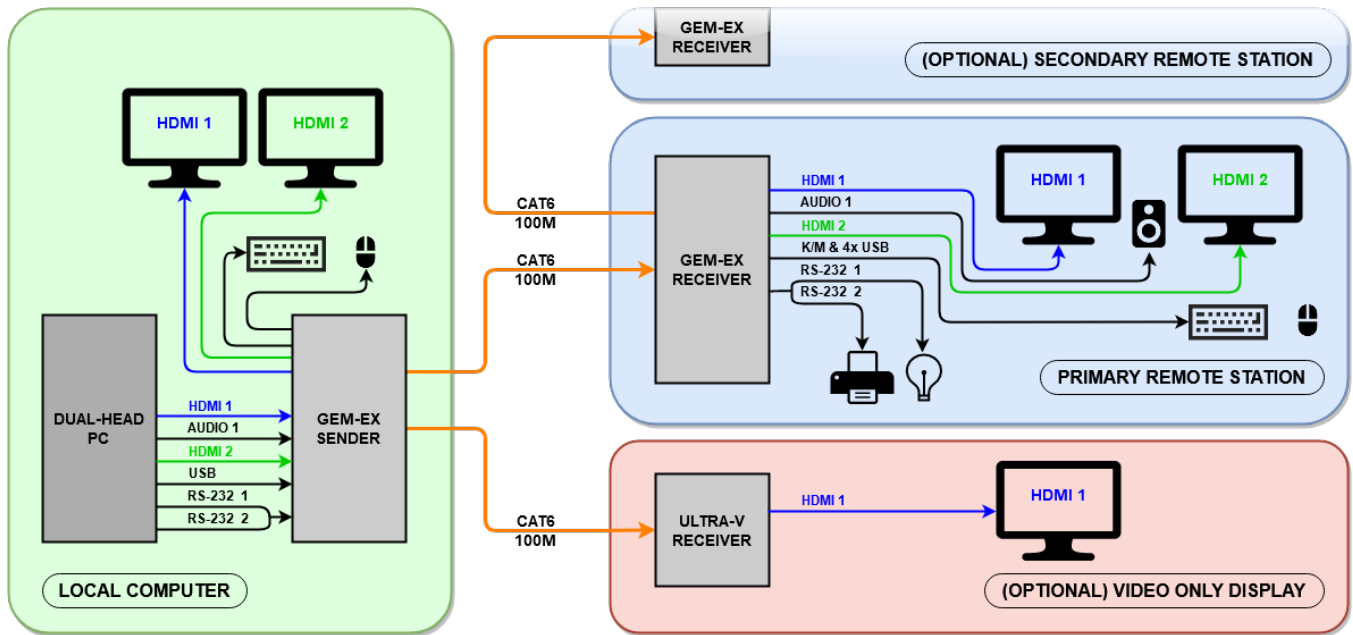 HDMI 1
HDMI 2
DUAL-HEAD
PC
HDMI 1
AUDIO 1
HDMI 2
USB
RS-232 1
RS-232 2
GEM-EX
SENDER
LOCAL COMPUTER
CAT6
100M
CAT6
100M
CAT6
100M
GEM-EX
RECEIVER
(OPTIONAL) SECONDARY REMOTE STATION
GEM-EX
RECEIVER
HDMI 1
AUDIO 1
HDMI 2
K/M & 4x USB
RS-232 1
RS-232 2
HDMI 1
HDMI 2
PRIMARY REMOTE STATION
ULTRA-V
RECEIVER
HDMI 1
HDMI 1
(OPTIONAL) VIDEO ONLY DISPLAY